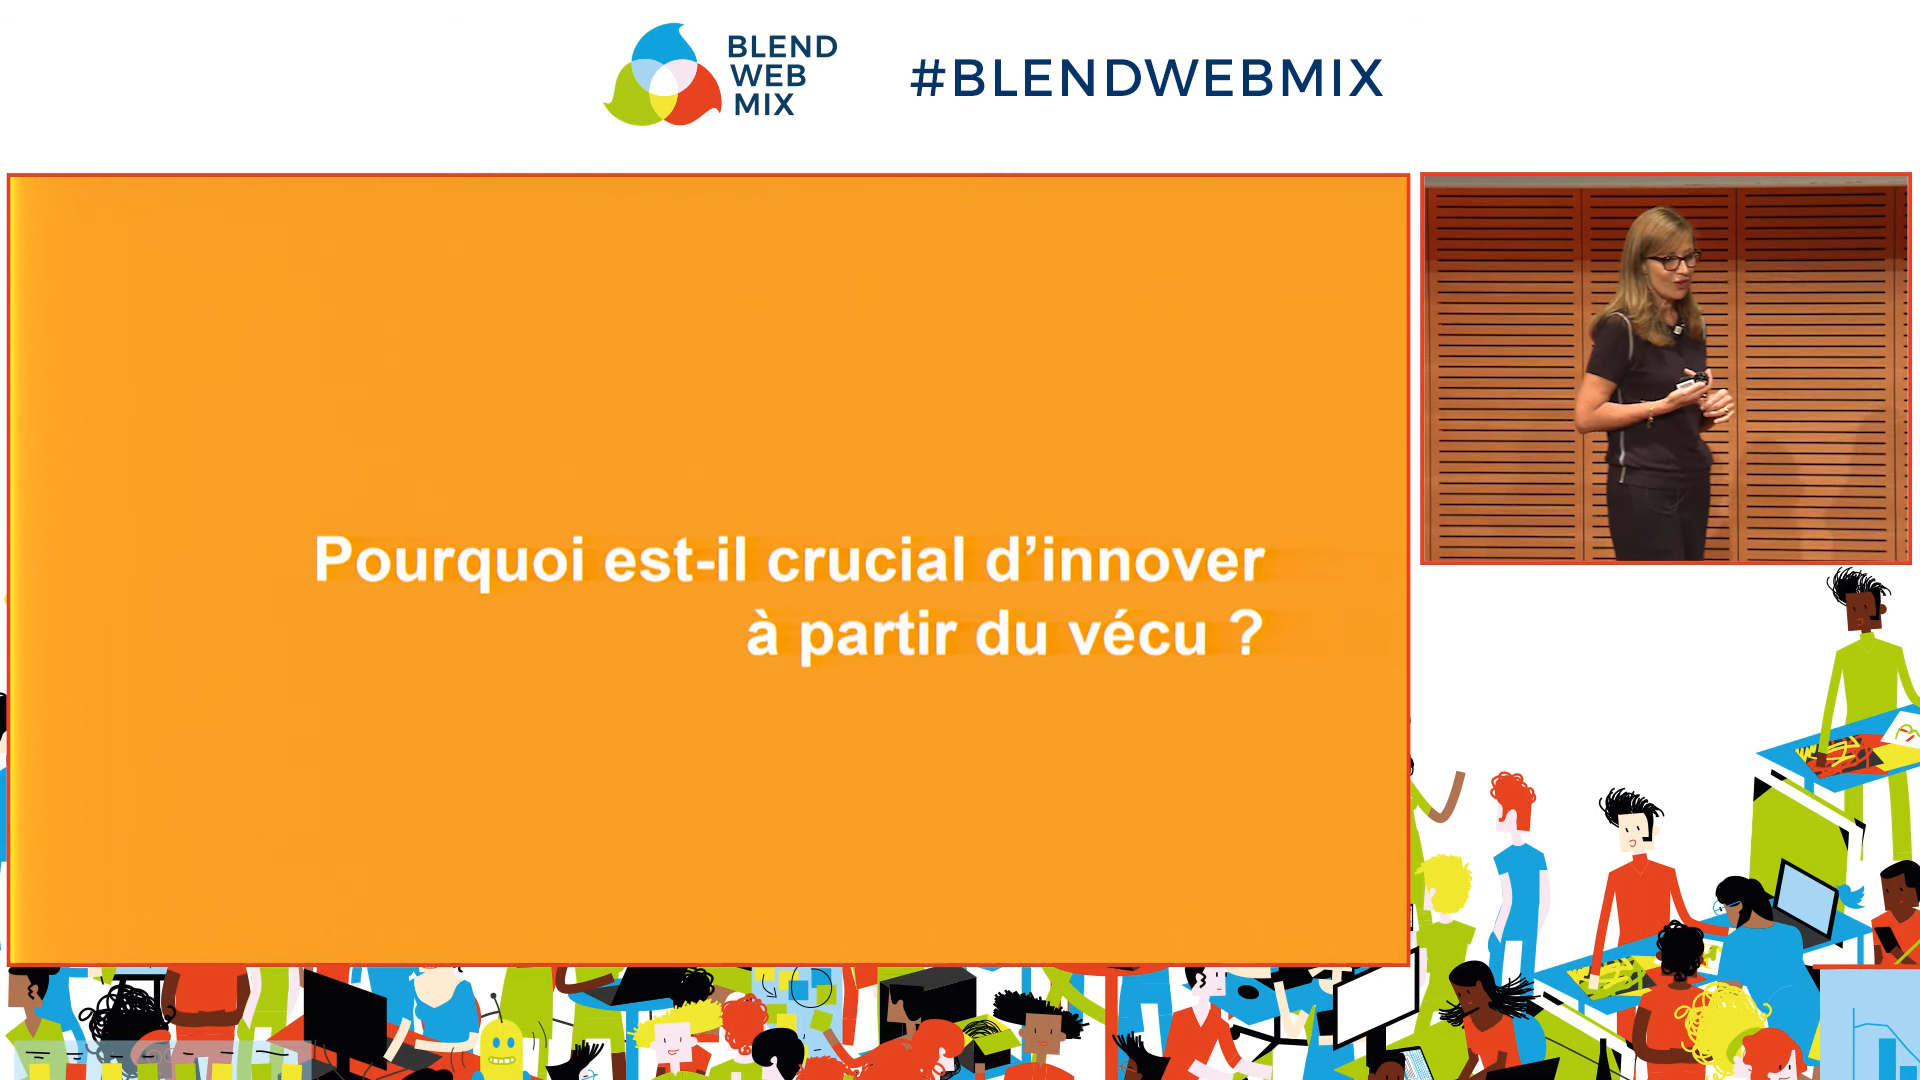 BLEND
WEB
MIX
#BLENDWEBMIX
Pourquoi est-il crucial d’innover
à partir du vécu ?